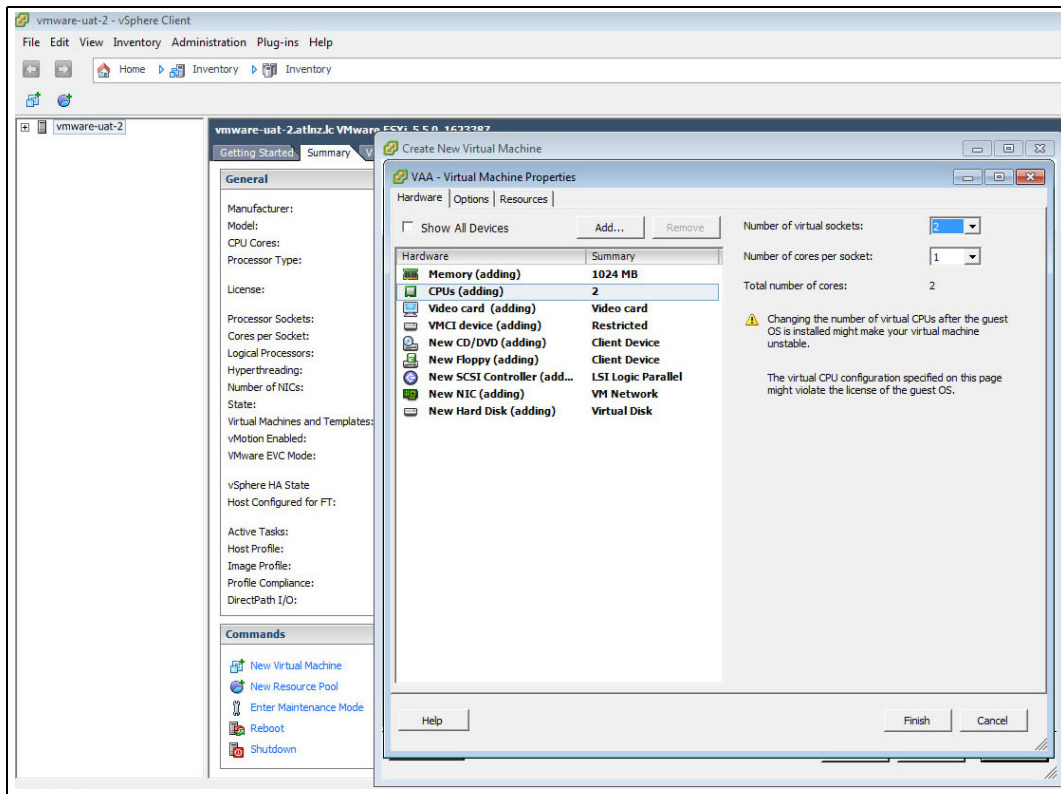 vmware-uat-2 - vSphere Client
File Edit View Inventory Administration Plug-ins Help
Home Inventory Inventory
vmware-uat-2
vmware-uat-2.atlnz.lc VMware ESXi, 5.5.0, 1623387
Getting Started Summary V
General
Manufacturer:
Model:
CPU Cores:
Processor Type:
License:
Processor Sockets:
Cores per Socket:
Logical Processors:
Hyperthreading:
Number of NICs:
State:
Virtual Machines and Templates:
vMotion Enabled:
VMware EVC Mode:
vSphere HA State
Host Configured for FT:
Active Tasks:
Host Profile:
Image Profile:
Profile Compliance:
DirectPath I/O:
Commands
New Virtual Machine
New Resource Pool
Enter Maintenance Mode
Reboot
Shutdown
Create New Virtual Machine
VAA - Virtual Machine Properties
Hardware Options Resources
Show All Devices Add... Remove
Hardware Summary
Memory (adding) 1024 MB
CPUs (adding) 2
Video card (adding) Video card
VMCI device (adding) Restricted
New CD/DVD (adding) Client Device
New Floppy (adding) Client Device
New SCSI Controller (add... LSI Logic Parallel
New NIC (adding) VM Network
New Hard Disk (adding) Virtual Disk
Number of virtual sockets: 2
Number of cores per socket: 1
Total number of cores: 2
Changing the number of virtual CPUs after the guest
OS is installed might make your virtual machine
unstable.
The virtual CPU configuration specified on this page
might violate the license of the guest OS.
Help Finish Cancel